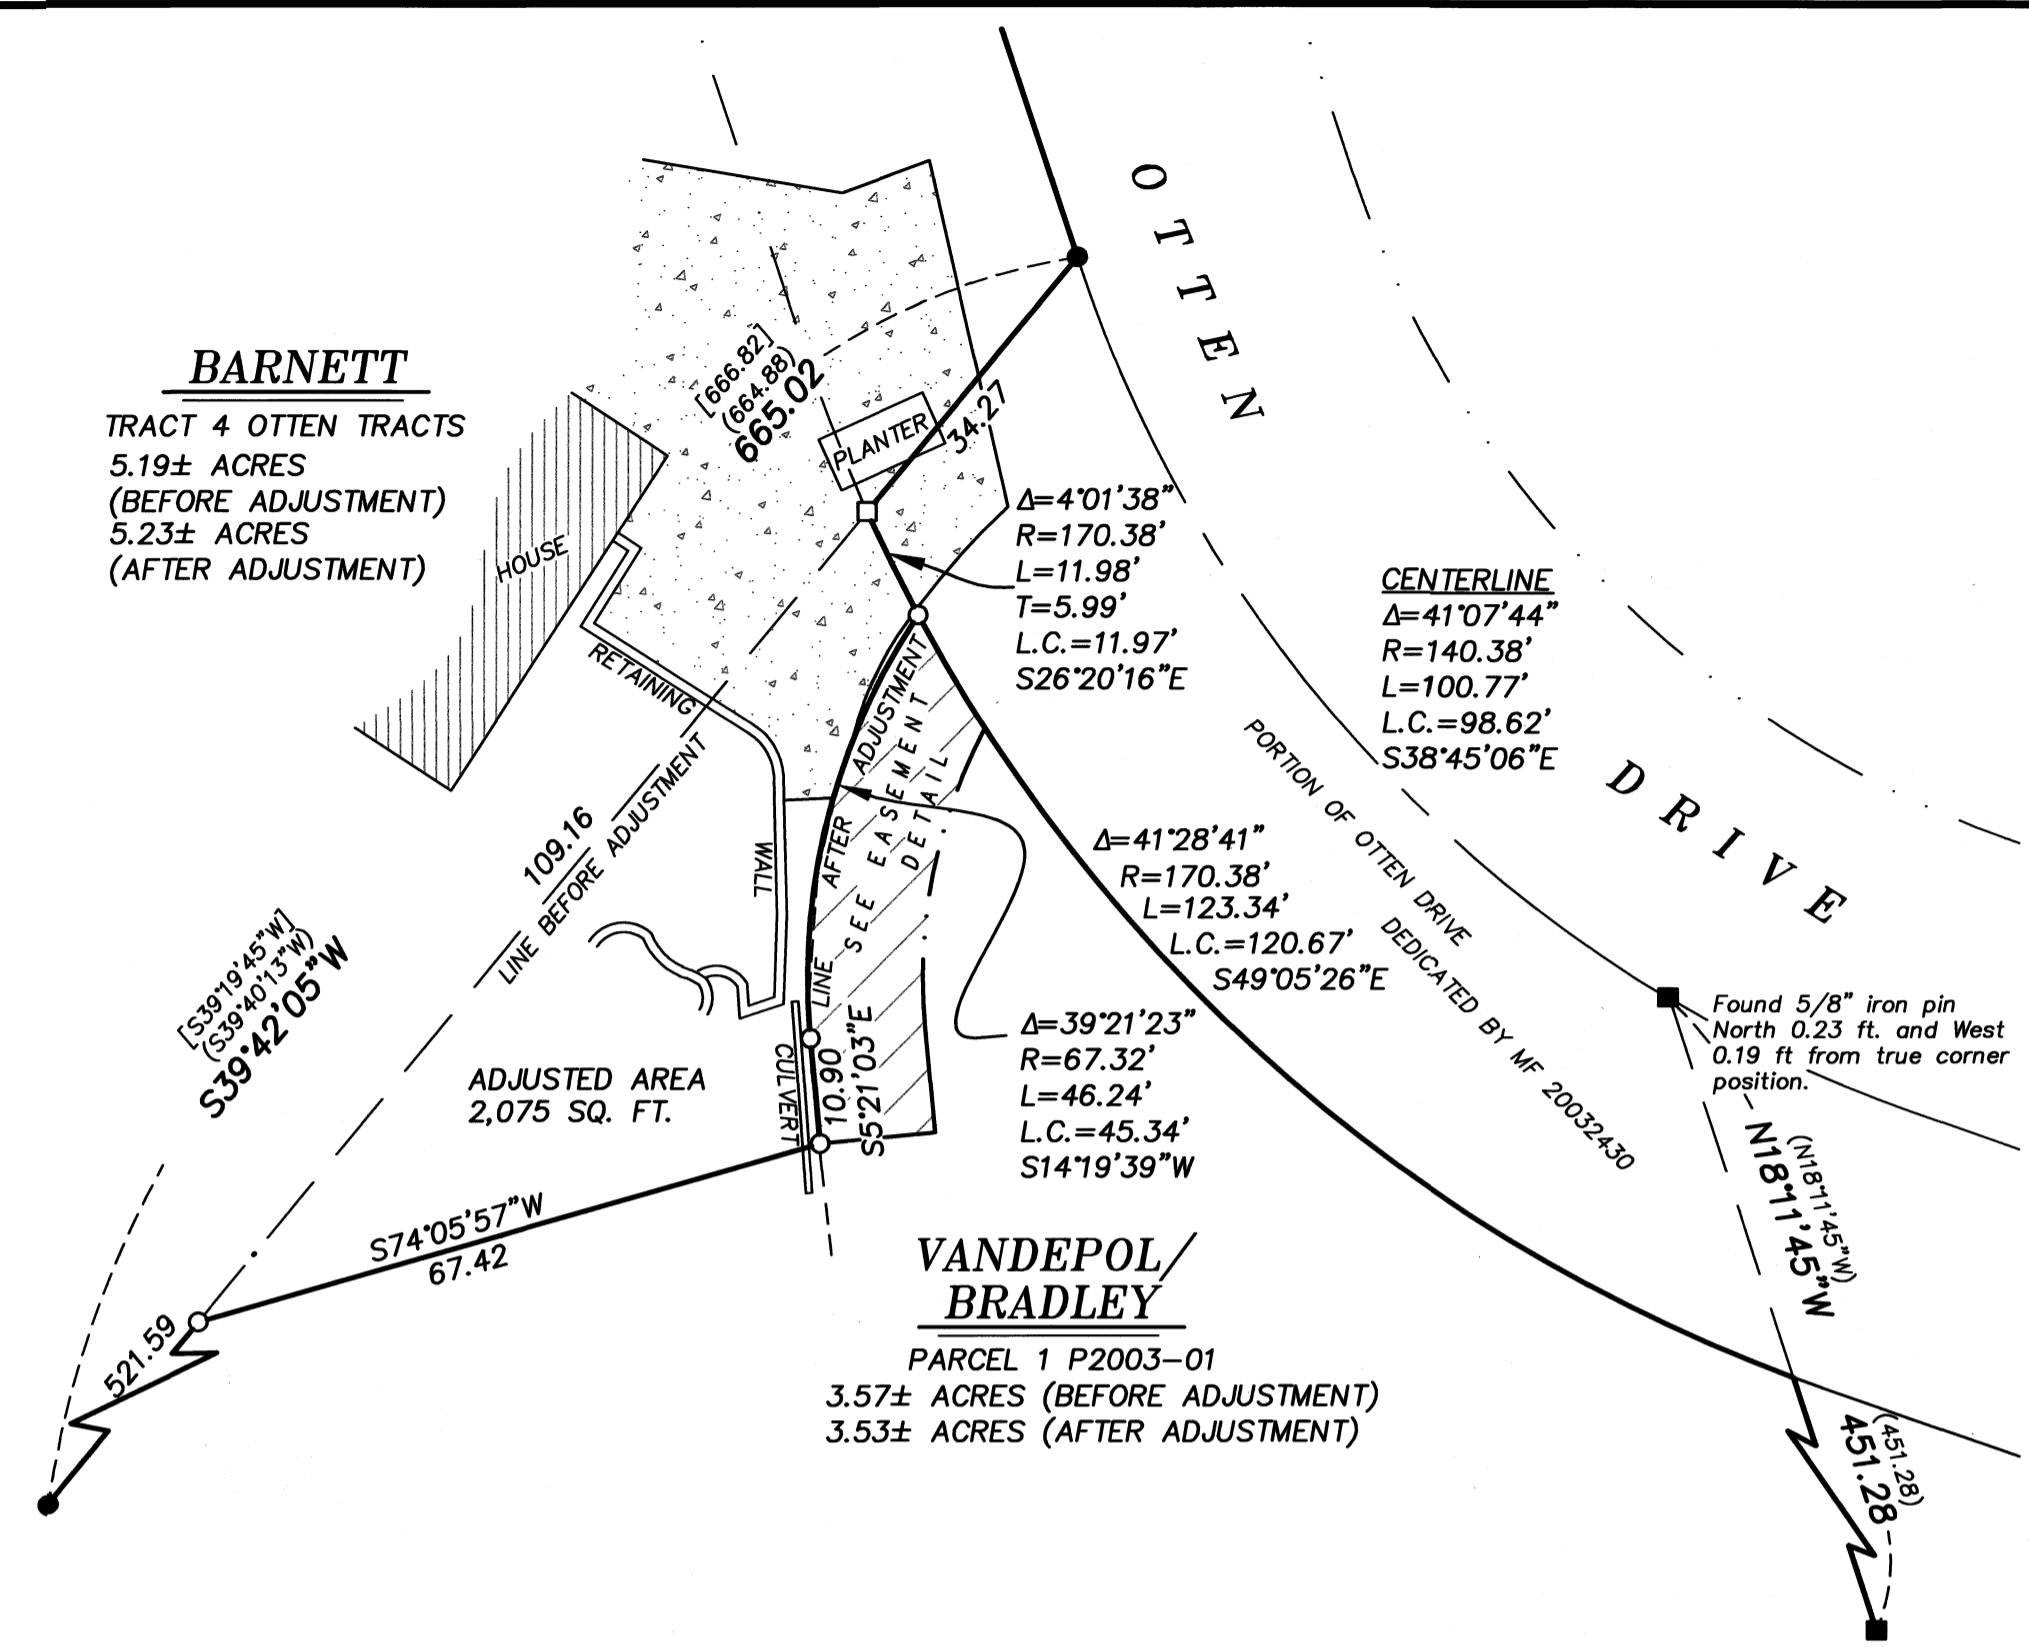 OTTEN
DRIVE
BARNETT
TRACT 4 OTTEN TRACTS
5.19± ACRES
(BEFORE ADJUSTMENT)
5.23± ACRES
(AFTER ADJUSTMENT)
HOUSE
[666.82]
(664.88)
665.02
PLANTER
34.27
Δ=4°01'38"
R=170.38'
L=11.98'
T=5.99'
L.C.=11.97'
S26°20'16"E
CENTERLINE
Δ=41°07'44"
R=140.38'
L=100.77'
L.C.=98.62'
S38°45'06"E
RETAINING
WALL
109.16
LINE BEFORE ADJUSTMENT
LINE AFTER ADJUSTMENT
SEE EASEMENT
DETAIL
PORTION OF OTTEN DRIVE
DEDICATED BY MF 20032430
Δ=41°28'41"
R=170.38'
L=123.34'
L.C.=120.67'
S49°05'26"E
[S39°19'45"W]
(S39°40'13"W)
S39°42'05"W
Found 5/8" iron pin
North 0.23 ft. and West
0.19 ft from true corner
position.
ADJUSTED AREA
2,075 SQ. FT.
CULVERT
10.90
S5°21'03"E
Δ=39°21'23"
R=67.32'
L=46.24'
L.C.=45.34'
S14°19'39"W
(N18°11'45"W)
N18°11'45"W
S74°05'57"W
67.42
521.59
VANDEPOL/
BRADLEY
PARCEL 1 P2003-01
3.57± ACRES (BEFORE ADJUSTMENT)
3.53± ACRES (AFTER ADJUSTMENT)
(451.28)
451.28